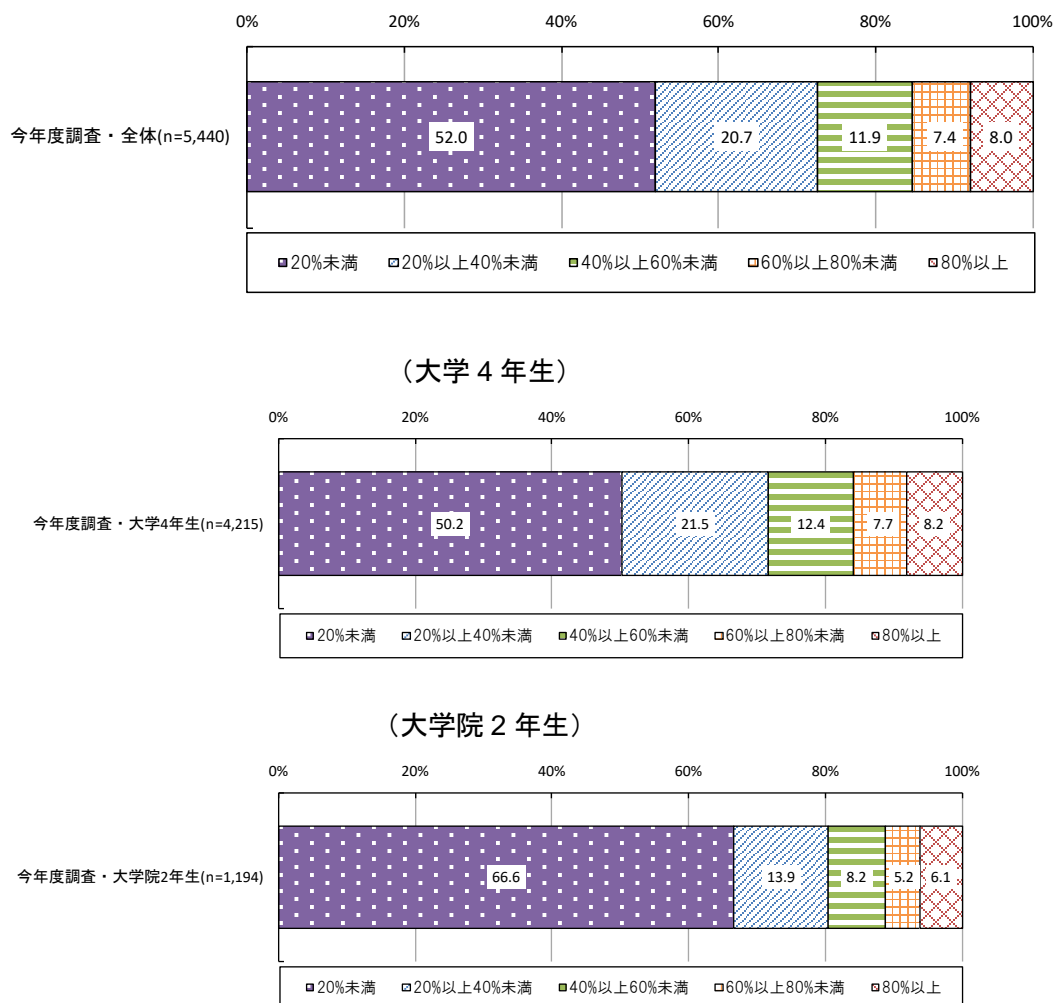 0% 20% 40% 60% 80% 100%
今年度調査・全体(n=5,440) 52.0 20.7 11.9 7.4 8.0
20%未満 20%以上40%未満 40%以上60%未満 60%以上80%未満 80%以上
（大学 4 年生）
0% 20% 40% 60% 80% 100%
今年度調査・大学4年生(n=4,215) 50.2 21.5 12.4 7.7 8.2
20%未満 20%以上40%未満 40%以上60%未満 60%以上80%未満 80%以上
（大学院 2 年生）
0% 20% 40% 60% 80% 100%
今年度調査・大学院2年生(n=1,194) 66.6 13.9 8.2 5.2 6.1
20%未満 20%以上40%未満 40%以上60%未満 60%以上80%未満 80%以上